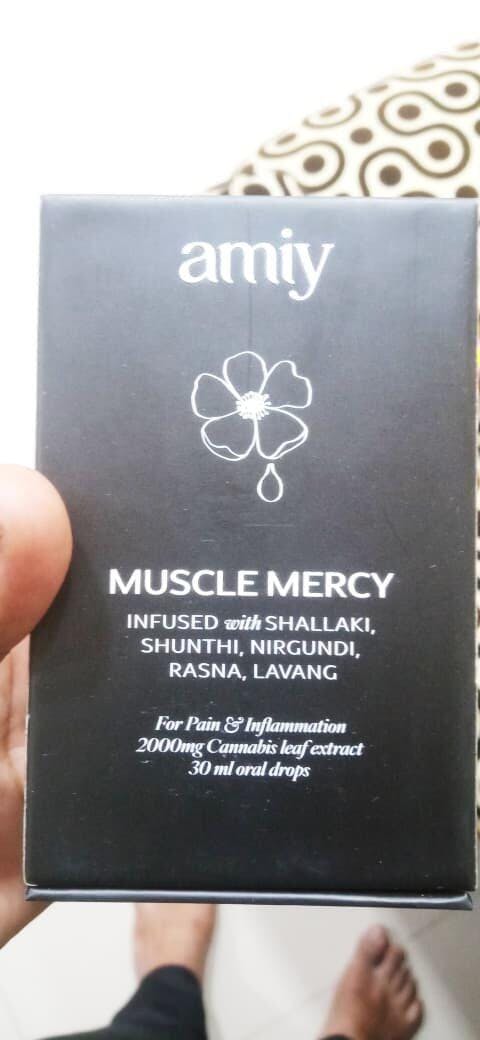 amiy
MUSCLE MERCY
INFUSED with SHALLAKI,
SHUNTHI, NIRGUNDI,
RASNA, LAVANG
For Pain & Inflammation
2000mg Cannabis leaf extract
30 ml oral drops